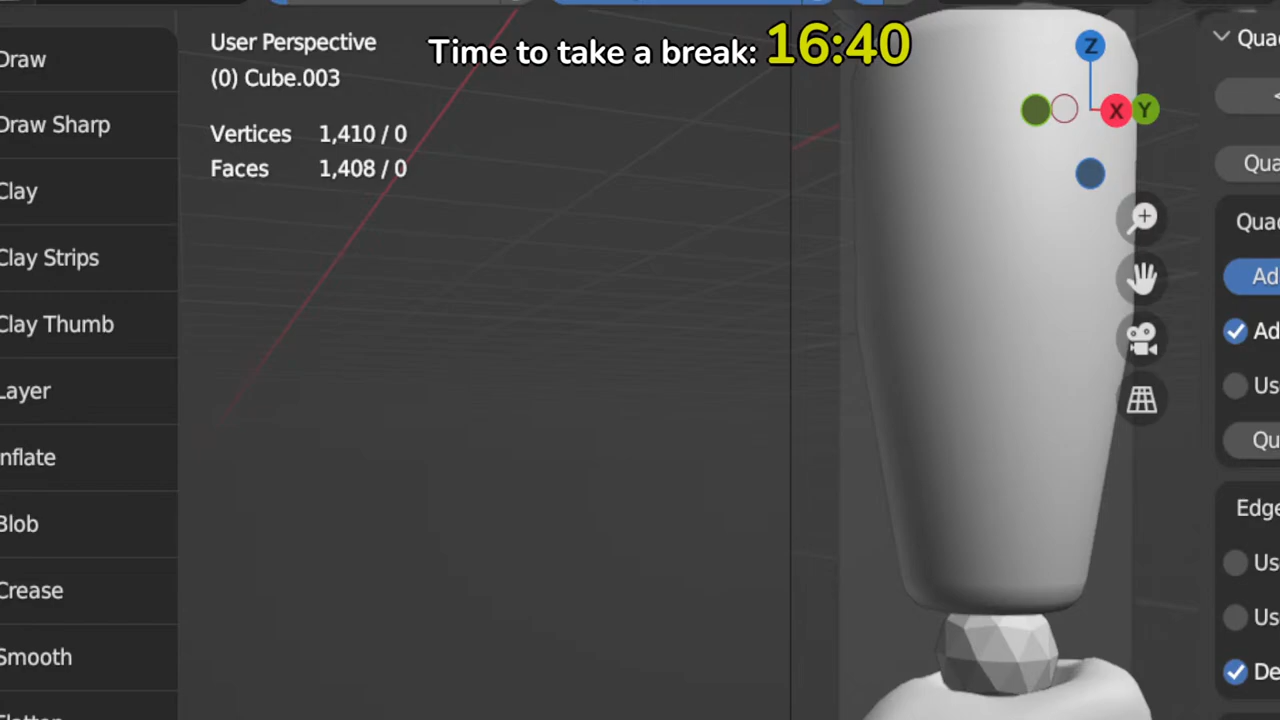 Draw
Draw Sharp
Clay
Clay Strips
Clay Thumb
Layer
Inflate
Blob
Crease
Smooth
User Perspective
(0) Cube.003
Vertices 1,410 / 0
Faces 1,408 / 0
Time to take a break: 16:40
Z
X
Y
Qua
Qua
Quad
Ad
Ad
Us
Qu
Edge
Us
Us
De